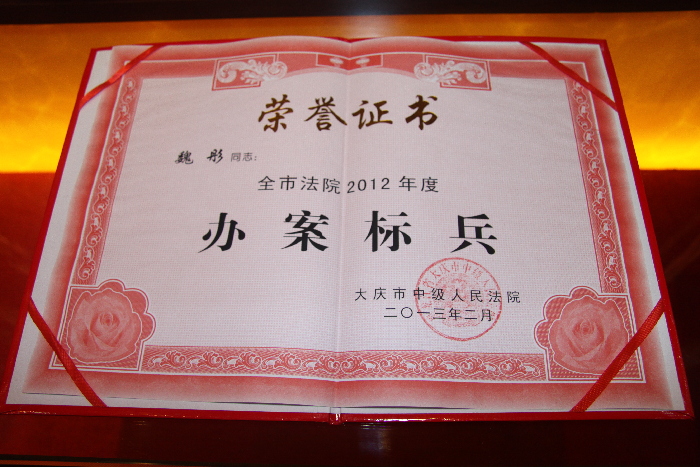 荣誉证书
魏彤同志:
全市法院2012年度
办案标兵
大庆市中级人民法院
二〇一三年二月